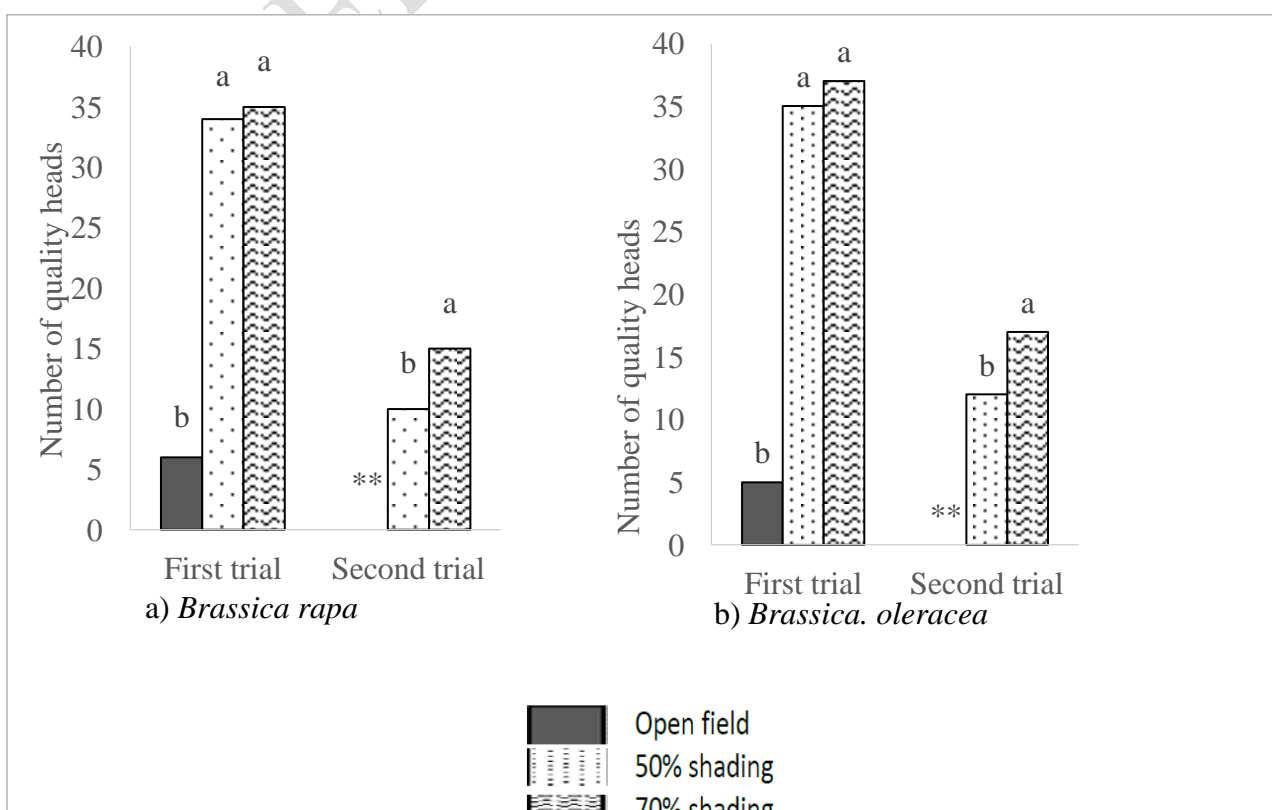 40
35
30
25
20
15
10
5
0
Number of quality heads
b
a
a
**
b
a
First trial Second trial
a) Brassica rapa
40
35
30
25
20
15
10
5
0
Number of quality heads
b
a
a
**
b
a
First trial Second trial
b) Brassica. oleracea
Open field
50% shading
70% shading